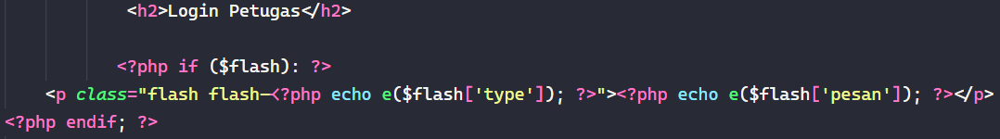 <h2>Login Petugas</h2>
<?php if ($flash): ?>
<p class="flash flash-<?php echo e($flash['type']); ?>"><?php echo e($flash['pesan']); ?></p>
<?php endif; ?>